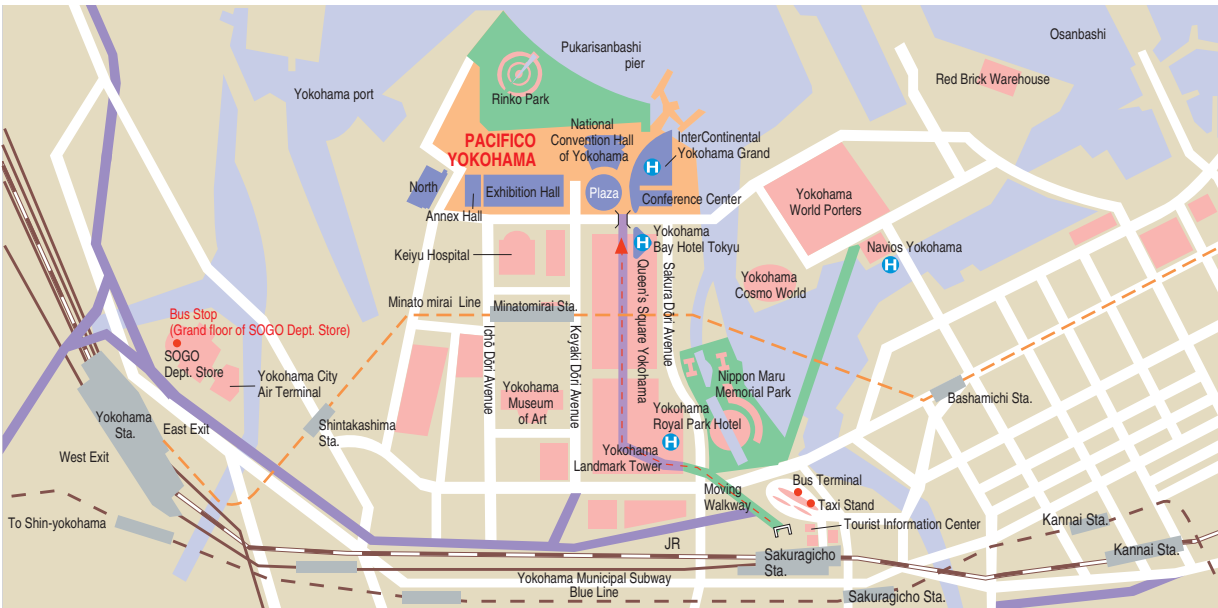 Pukarisanbashi
pier
Osanbashi
Red Brick Warehouse
Yokohama port
Rinko Park
National
Convention Hall
of Yokohama
InterContinental
Yokohama Grand
PACIFICO
YOKOHAMA
H
North
Exhibition Hall
Plaza
Conference Center
Annex Hall
Yokohama
World Porters
Yokohama
Bay Hotel Tokyu
H
Navios Yokohama
H
Keiyu Hospital
Queen's Square Yokohama
Sakura Dōri Avenue
Yokohama
Cosmo World
Minato mirai Line
Minatomirai Sta.
Bus Stop
(Grand floor of SOGO Dept. Store)
SOGO
Dept. Store
Yokohama City
Air Terminal
Ichō Dōri Avenue
Keyaki Dōri Avenue
Nippon Maru
Memorial Park
Yokohama
Museum
of Art
Bashamichi Sta.
Yokohama
Sta.
East Exit
Shintakashima
Sta.
Yokohama
Royal Park Hotel
H
West Exit
Yokohama
Landmark Tower
Moving
Walkway
Bus Terminal
Taxi Stand
Tourist Information Center
To Shin-yokohama
Kannai Sta.
JR
Sakuragicho
Sta.
Kannai Sta.
Yokohama Municipal Subway
Blue Line
Sakuragicho Sta.